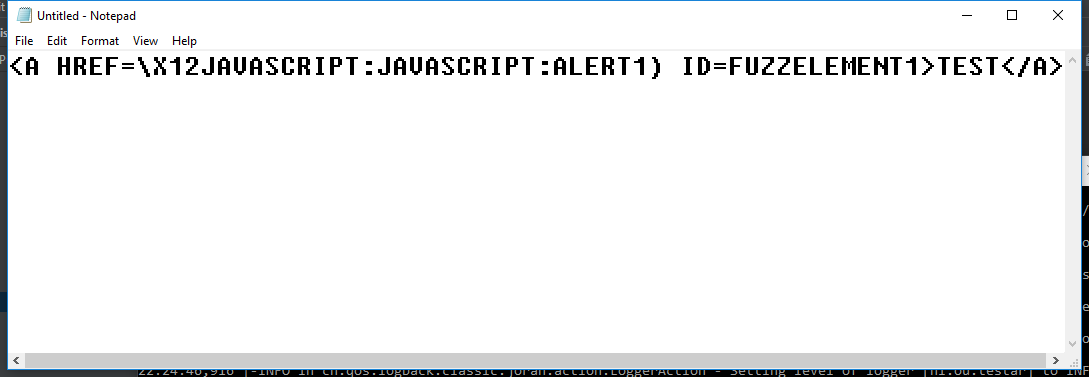 Untitled - Notepad
File Edit Format View Help
<A HREF=\X12JAVASCRIPT:JAVASCRIPT:ALERT1) ID=FUZZELEMENT1>TEST</A>
22:24:46,916 |-INFO in ch.qos.logback.classic.joran.action.LoggerAction - Setting level of logger [nl.ou.testar] to INF